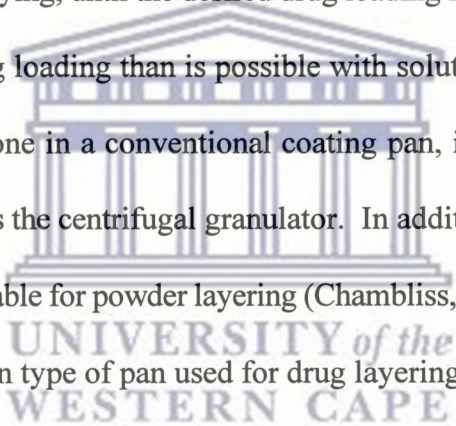 ying, until the desired drug loading
g loading than is possible with solut
one in a conventional coating pan, i
s the centrifugal granulator. In addit
able for powder layering (Chambliss,
UNIVERSITY of the
n type of pan used for drug layering
WESTERN CAPE